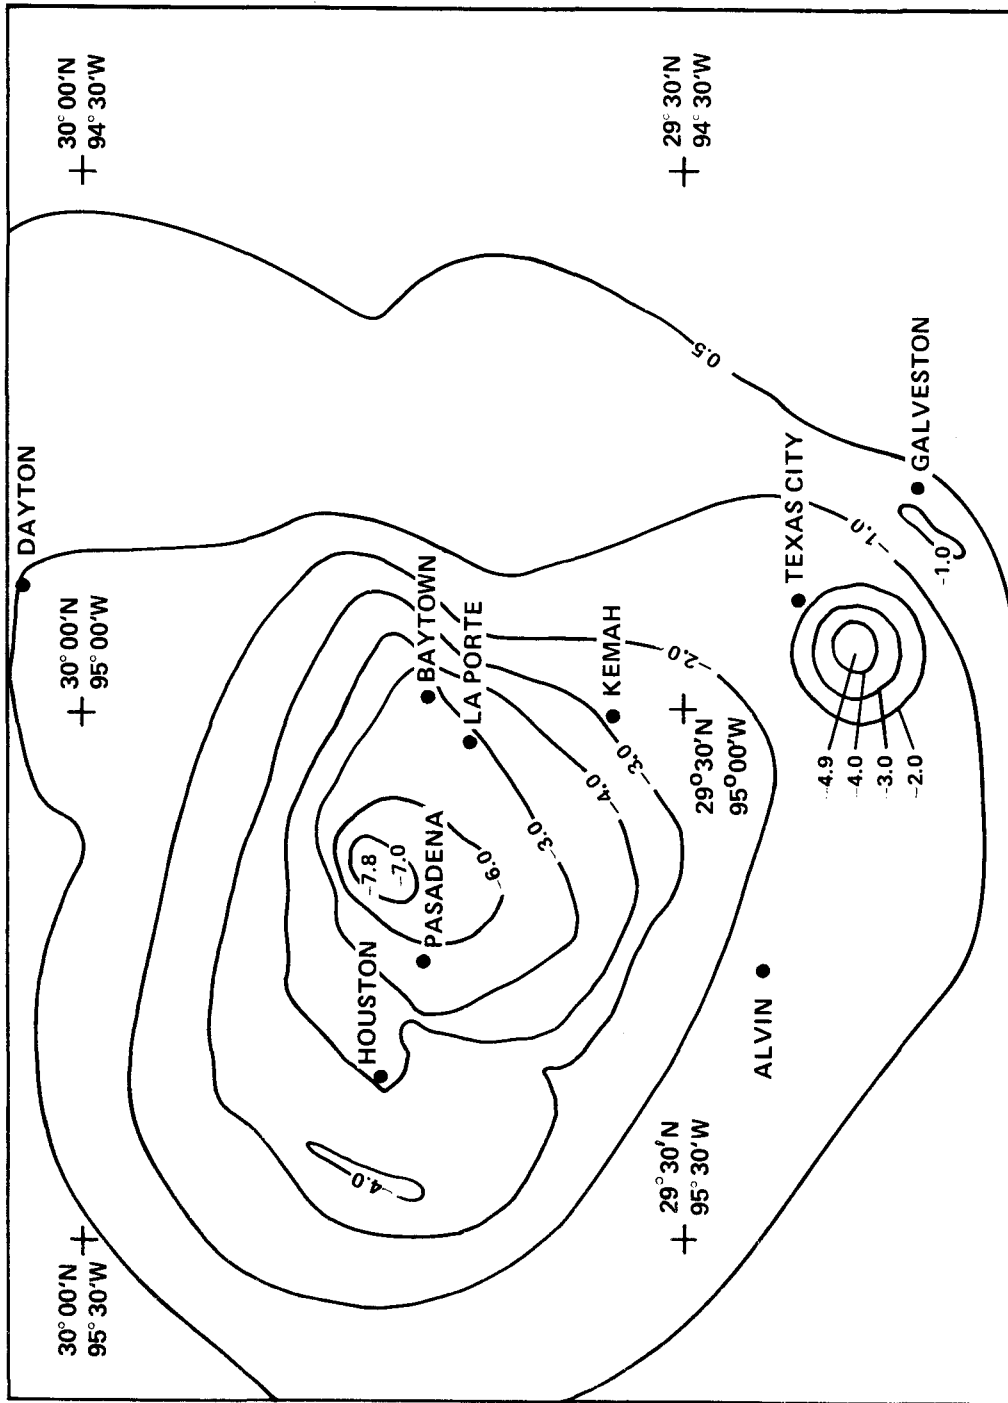 30° 00'N
95° 30'W
30° 00'N
95° 00'W
DAYTON
30° 00'N
94° 30'W
HOUSTON
-4.0
-7.8
-7.0
PASADENA
-6.0
BAYTOWN
LA PORTE
-3.0
-4.0
-3.0
KEMAH
-2.0
29° 30'N
95° 30'W
29° 30'N
95° 00'W
29° 30'N
94° 30'W
0.5
ALVIN
TEXAS CITY
-4.9
-4.0
-3.0
-2.0
-1.0
-1.0
GALVESTON